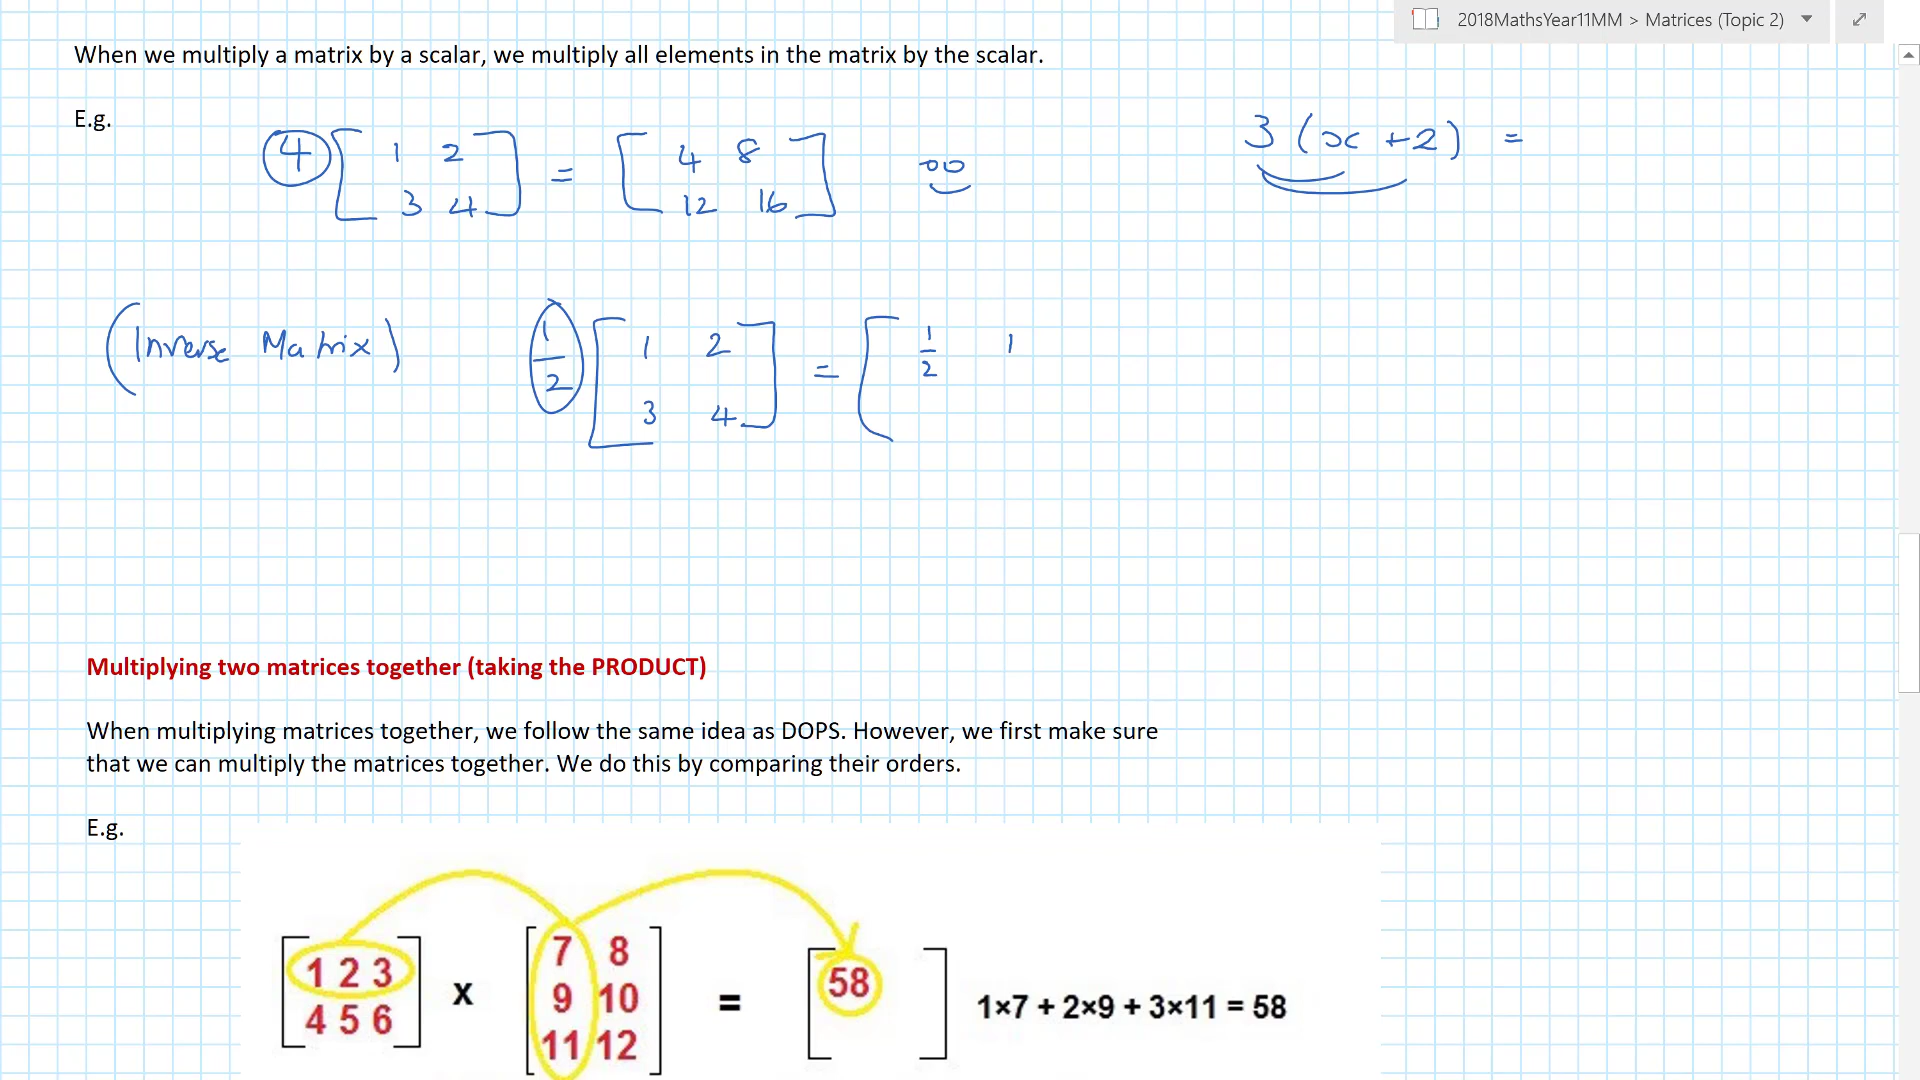 2018MathsYear11MM > Matrices (Topic 2)
When we multiply a matrix by a scalar, we multiply all elements in the matrix by the scalar.
E.g.
4 [ 1 2 ] = [ 4 8 ]
3 4 12 16
3 (x + 2) =
(Inverse Matrix) 1/2 [ 1 2 ] = [ 1/2 1
3 4
Multiplying two matrices together (taking the PRODUCT)
When multiplying matrices together, we follow the same idea as DOPS. However, we first make sure
that we can multiply the matrices together. We do this by comparing their orders.
E.g.
[ 1 2 3 ] x [ 7 8 ] = [ 58 ] 1×7 + 2×9 + 3×11 = 58
4 5 6 9 10
11 12